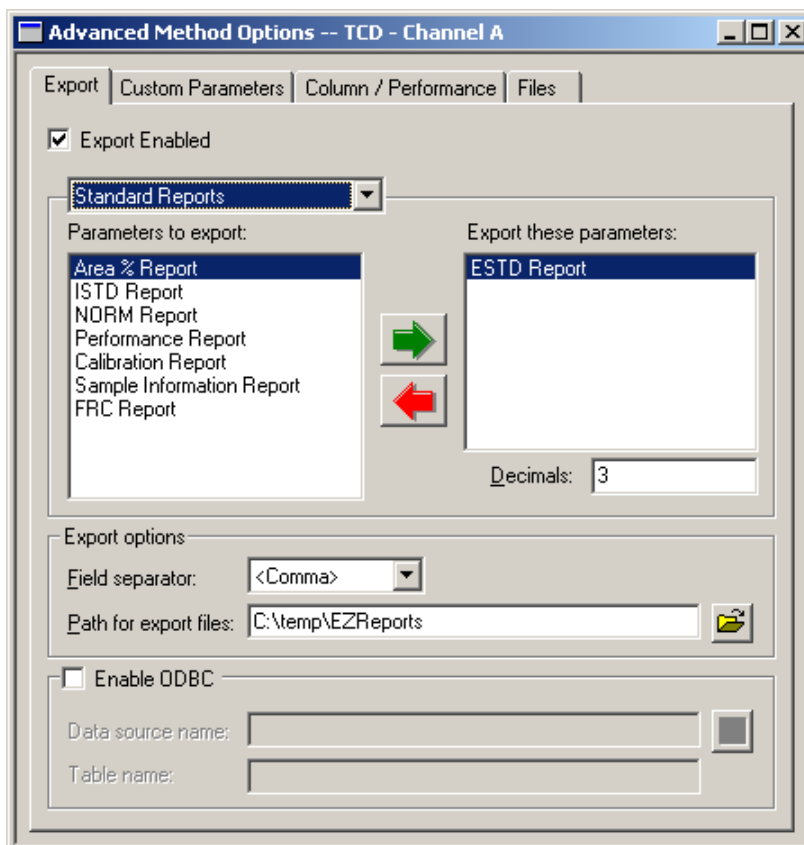 Advanced Method Options -- TCD - Channel A
Export
Custom Parameters
Column / Performance
Files
Export Enabled
Standard Reports
Parameters to export:
Area % Report
ISTD Report
NORM Report
Performance Report
Calibration Report
Sample Information Report
FRC Report
Export these parameters:
ESTD Report
Decimals: 3
Export options
Field separator: <Comma>
Path for export files: C:\temp\EZReports
Enable ODBC
Data source name:
Table name: